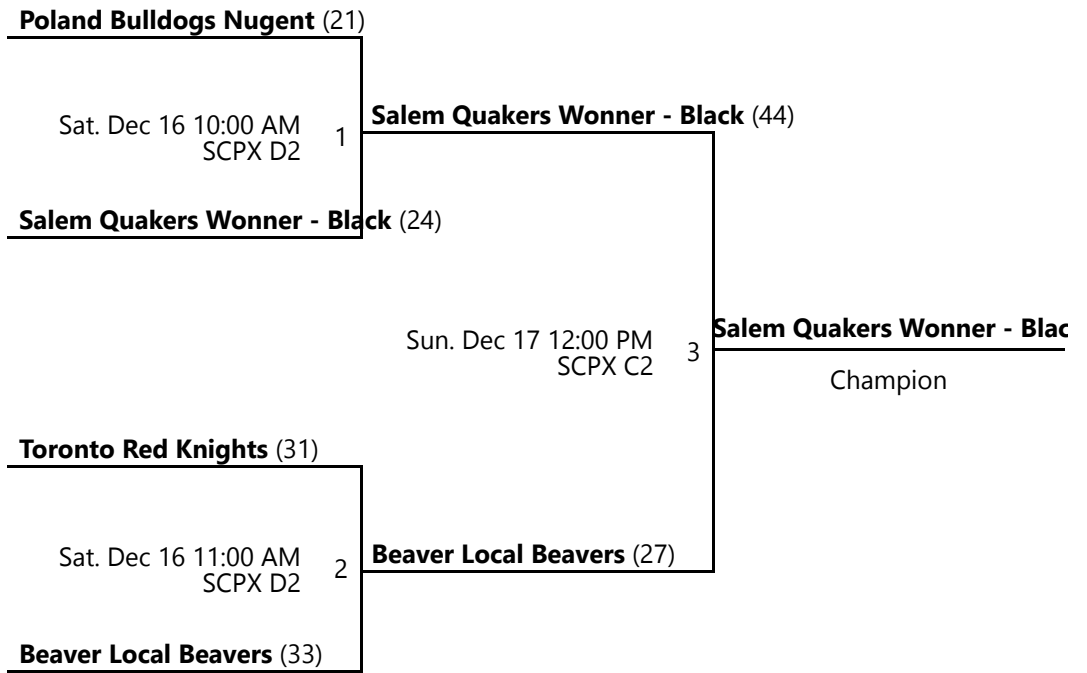 Poland Bulldogs Nugent (21)
Sat. Dec 16 10:00 AM
SCPX D2
1
Salem Quakers Wonner - Black (44)
Salem Quakers Wonner - Black (24)
Sun. Dec 17 12:00 PM
SCPX C2
3
Salem Quakers Wonner - Blac
Champion
Toronto Red Knights (31)
Sat. Dec 16 11:00 AM
SCPX D2
2
Beaver Local Beavers (27)
Beaver Local Beavers (33)